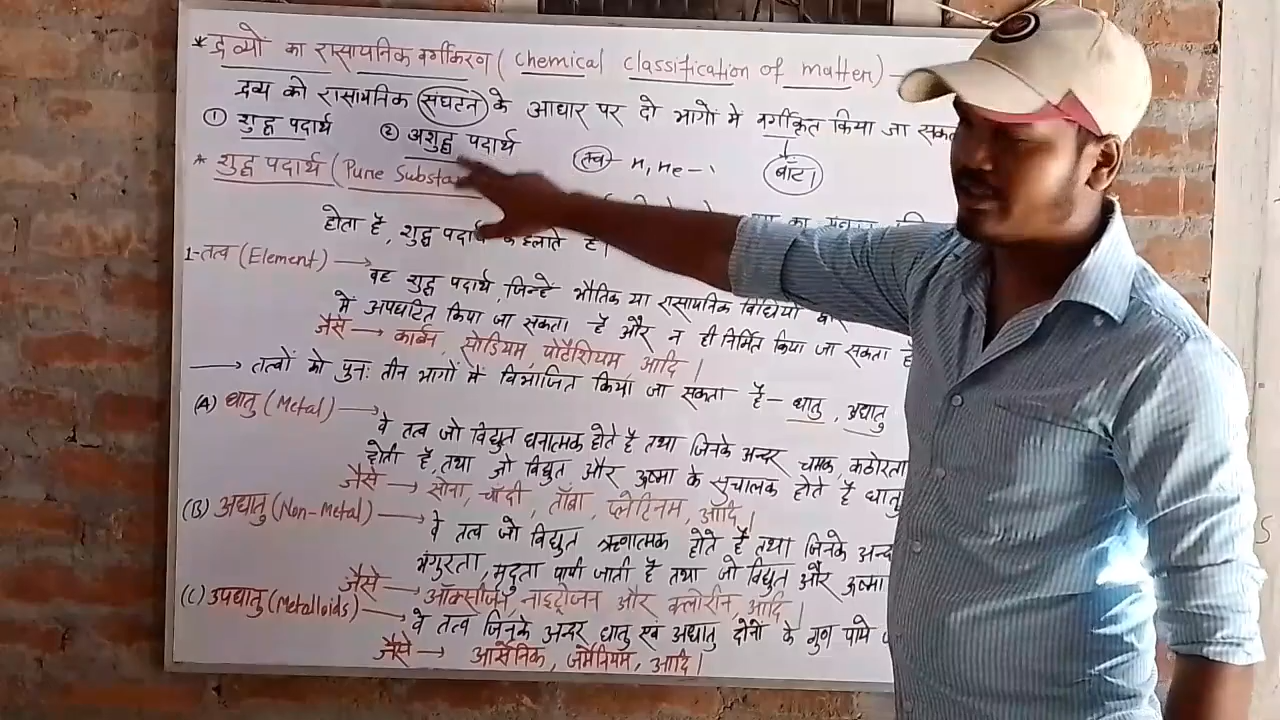 * द्रव्यों का रासायनिक वर्गीकरण ( Chemical classification of matter) —
द्रव्य को रासायनिक संघटन के आधार पर दो भागों में वर्गीकृत किया जा सकता
① शुद्ध पदार्थ ② अशुद्ध पदार्थ
तत्व - n, ne - बाँटा
* शुद्ध पदार्थ ( Pure Substa
होता है, शुद्ध पदार्थ कहलाते है।
1-तत्व (Element) →
वह शुद्ध पदार्थ, जिन्हे भौतिक या रासायनिक विधियों
मे अपघटित किया जा सकता है और न ही निर्मित किया जा सकता है
जैसे → कार्बन, सोडियम, पोटैशियम, आदि।
→ तत्वों को पुनः तीन भागों में विभाजित किया जा सकता है - धातु, अधातु
(A) धातु (Metal) →
वे तत्व जो विद्युत धनात्मक होते है तथा जिनके अन्दर चमक, कठोरता
होती है, तथा जो विद्युत और ऊष्मा के सुचालक होते है धातु
जैसे → सोना, चाँदी, ताँबा, प्लेटिनम, आदि।
(B) अधातु (Non-Metal) →
वे तत्व जो विद्युत ऋणात्मक होते है तथा जिनके अन्द
भंगुरता, मृदुता पायी जाती है तथा जो विद्युत और ऊष्मा
जैसे → ऑक्सीजन, नाइट्रोजन और क्लोरीन, आदि।
(C) उपधातु (Metalloids) →
वे तत्व जिनके अन्दर धातु एवं अधातु दोनों के गुण पाये
जैसे → आर्सेनिक, जर्मेनियम, आदि।